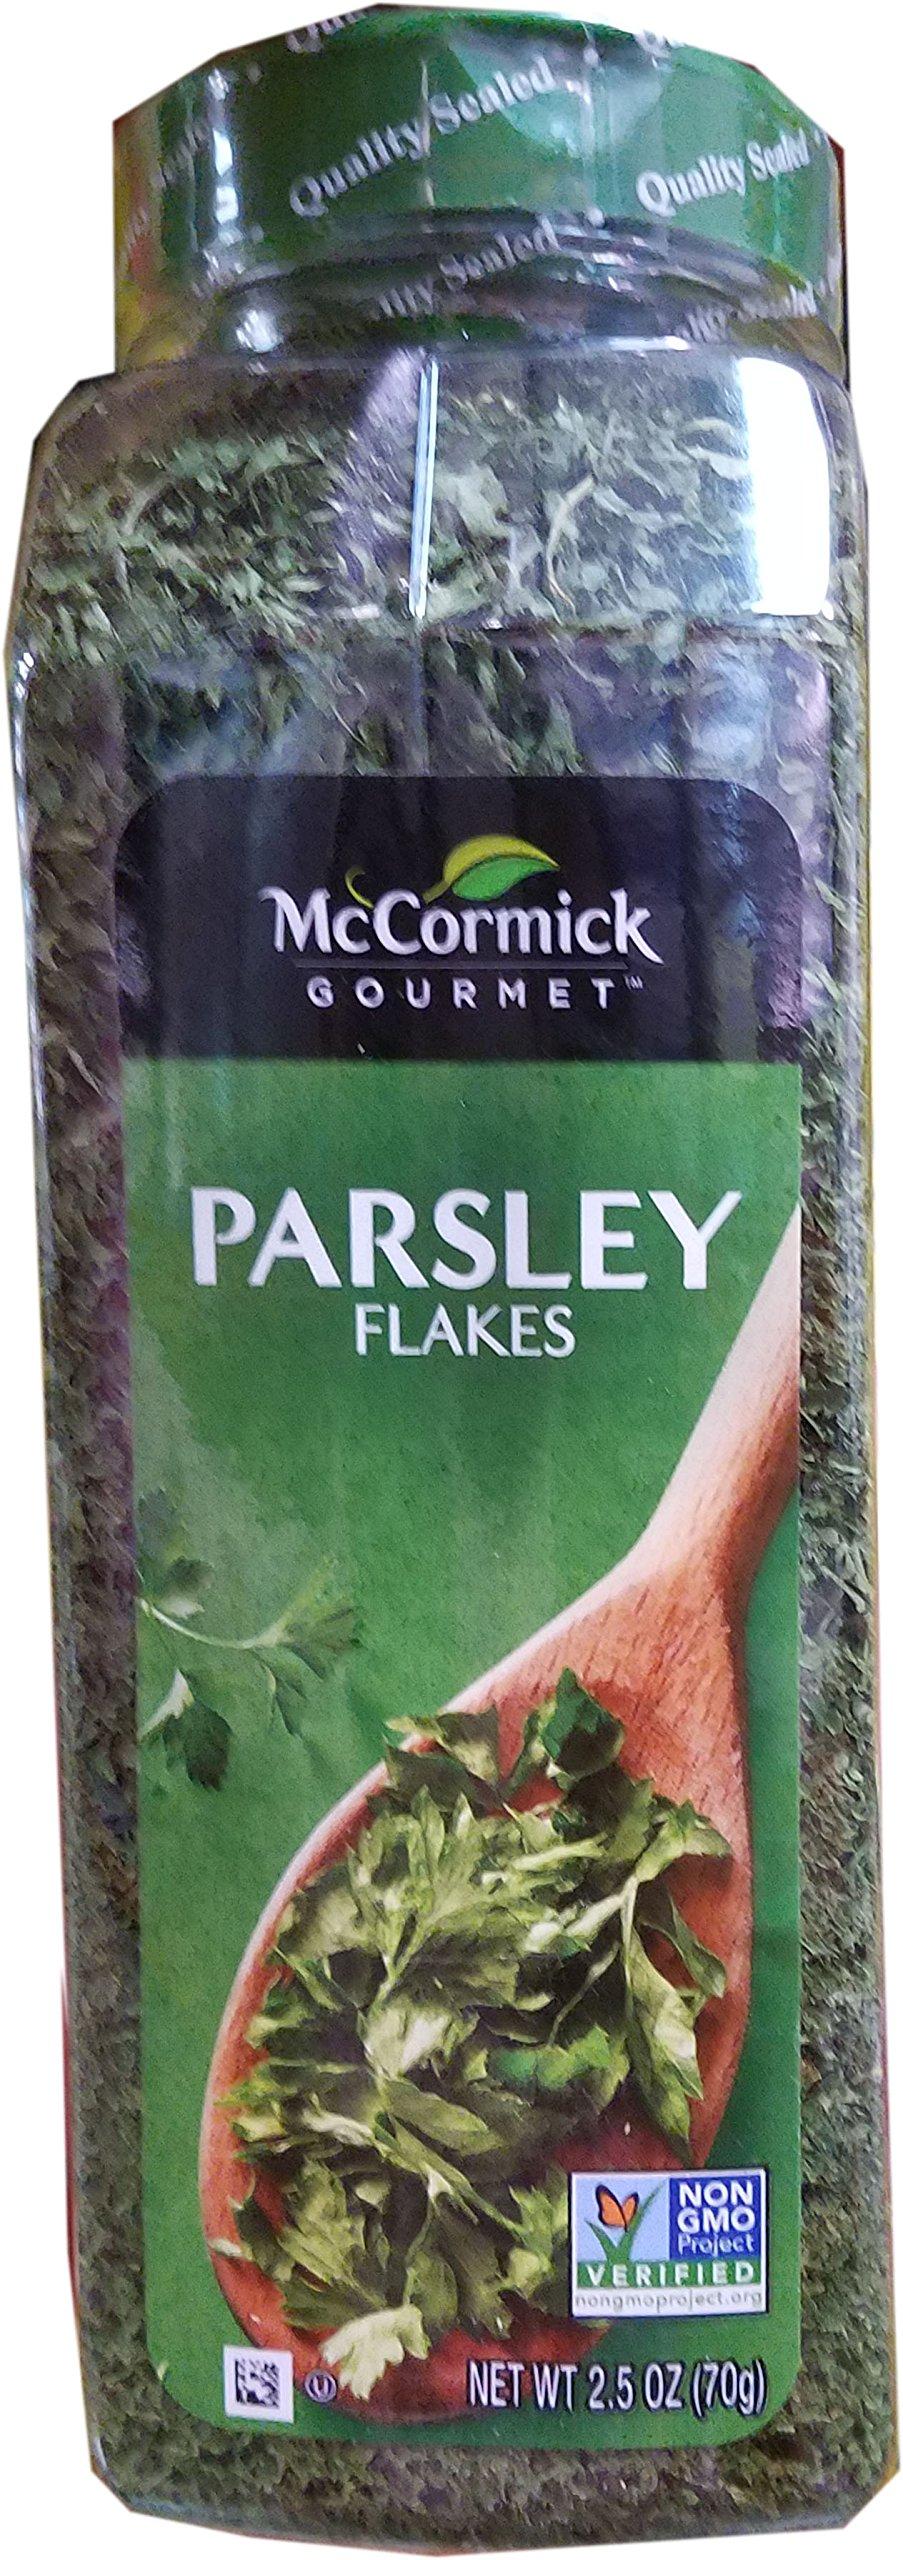 Quality Sealed
Quality Sealed
Sealed
McCormick
GOURMET™
PARSLEY
FLAKES
NON
GMO
Project
VERIFIED
nongmoproject.org
U
NET WT 2.5 OZ (70g)